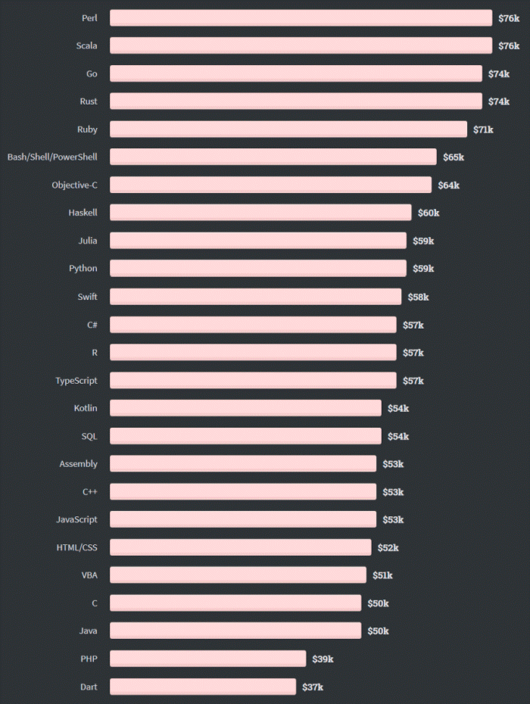 Perl $76k
Scala $76k
Go $74k
Rust $74k
Ruby $71k
Bash/Shell/PowerShell $65k
Objective-C $64k
Haskell $60k
Julia $59k
Python $59k
Swift $58k
C# $57k
R $57k
TypeScript $57k
Kotlin $54k
SQL $54k
Assembly $53k
C++ $53k
JavaScript $53k
HTML/CSS $52k
VBA $51k
C $50k
Java $50k
PHP $39k
Dart $37k